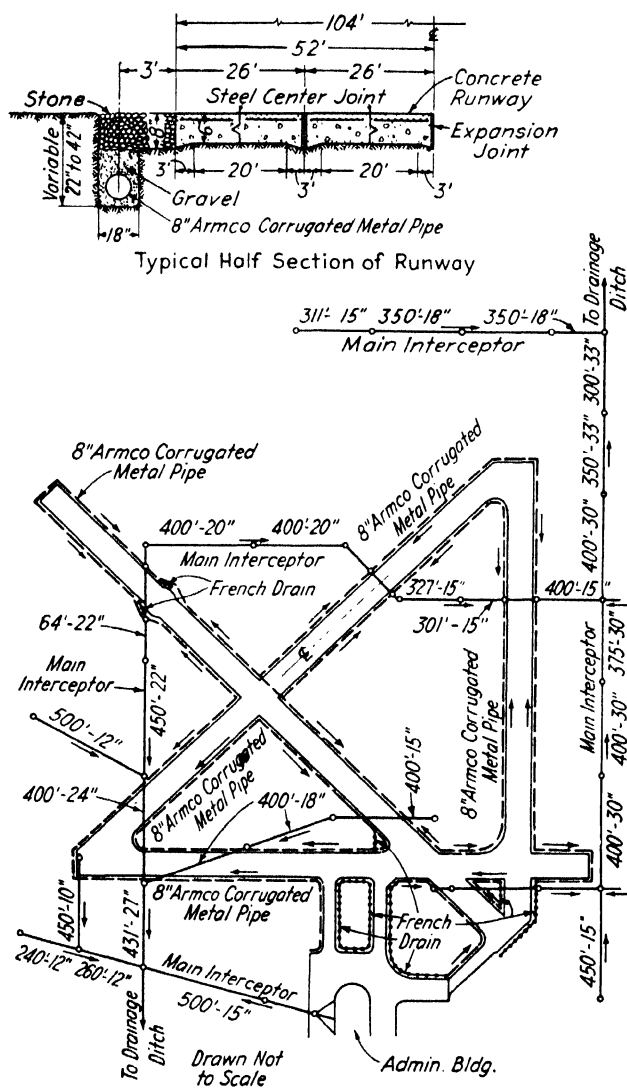 104'
℄
52'
3'
26'
26'
Stone
Steel Center Joint
Concrete
Runway
8"
6"
Expansion
Joint
Variable
22" to 42"
3'
20'
3'
20'
3'
Gravel
8" Armco Corrugated Metal Pipe
18"
Typical Half Section of Runway
To Drainage
Ditch
311'-15"
350'-18"
350'-18"
Main Interceptor
300'-33"
350'-33"
400'-30"
8" Armco Corrugated
Metal Pipe
8" Armco Corrugated
Metal Pipe
400'-20"
400'-20"
Main Interceptor
French Drain
327'-15"
400'-15"
301'-15"
64'-22"
℄
Main
Interceptor
450'-22"
8" Armco Corrugated
Metal Pipe
Main Interceptor
375'-30"
400'-30"
500'-12"
400'-24"
8" Armco Corrugated
Metal Pipe
400'-18"
400'-15"
400'-30"
8" Armco Corrugated
Metal Pipe
450'-10"
431'-27"
French
Drain
450'-15"
240'-12"
260'-12"
Main Interceptor
500'-15"
To Drainage
Ditch
Drawn Not
to Scale
Admin. Bldg.